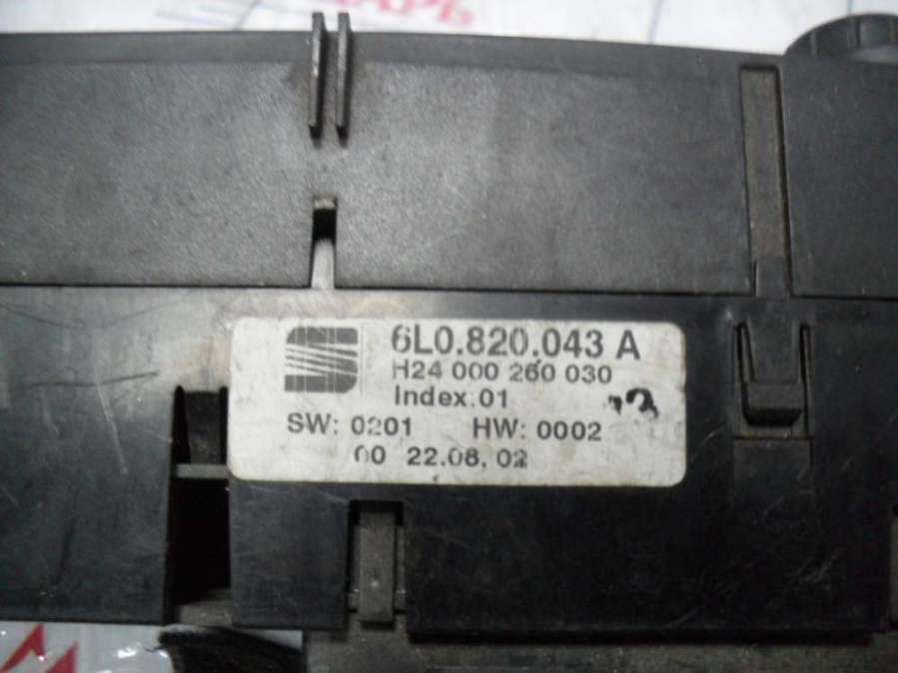 6L0.820.043 A
H24 000 260 030
Index:01
SW: 0201 HW: 0002
00 22.08.02